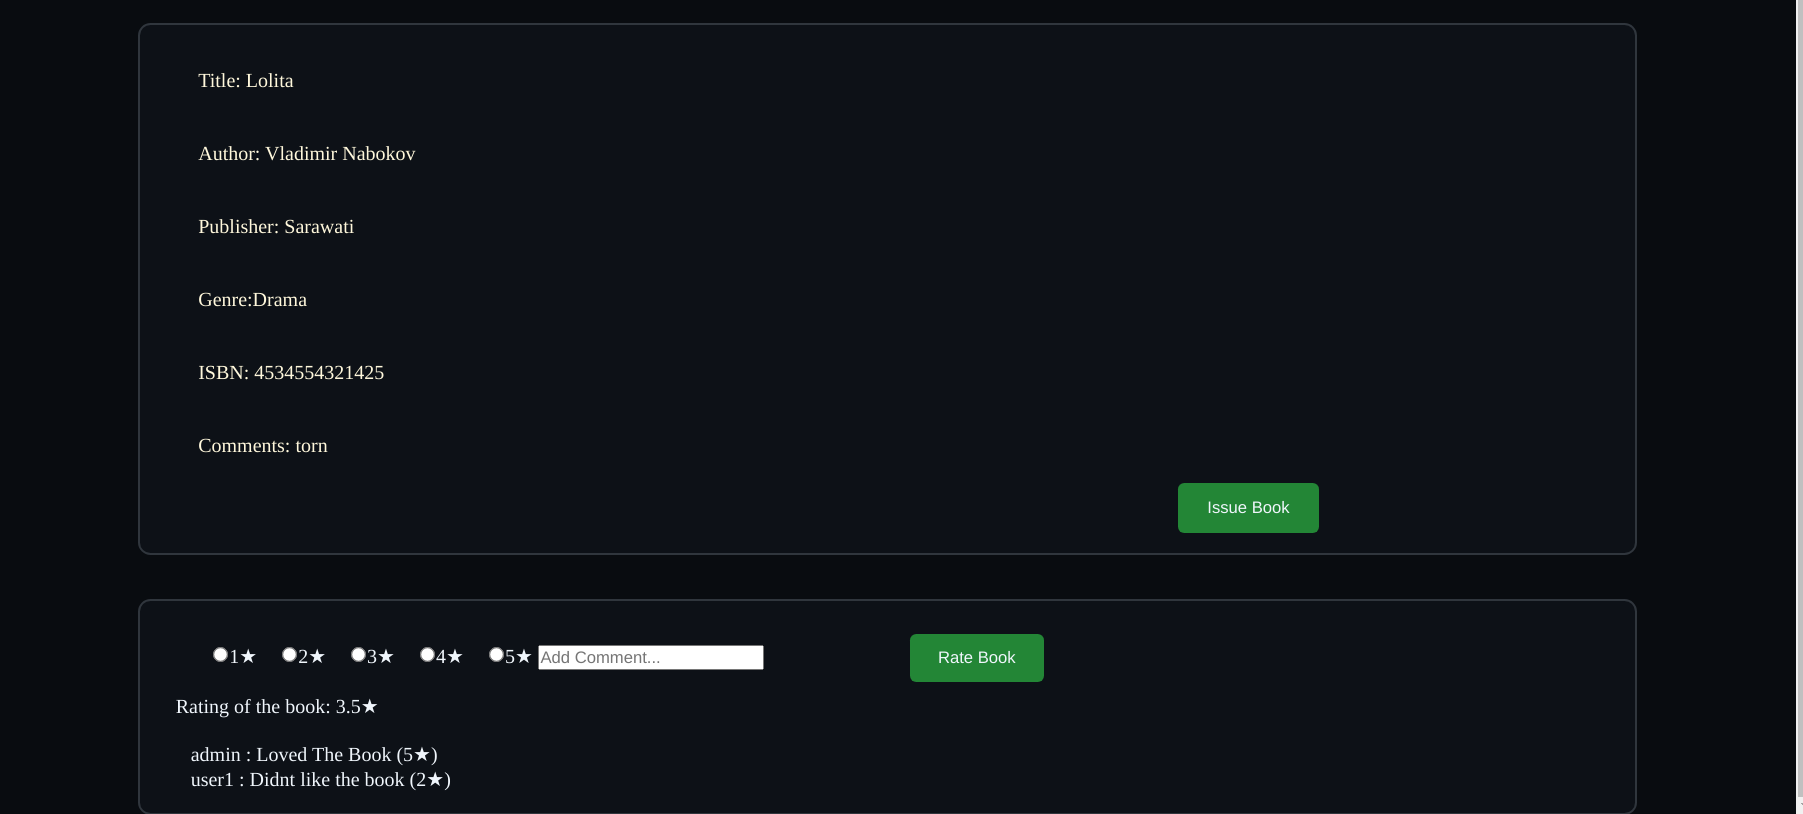 Title: Lolita
Author: Vladimir Nabokov
Publisher: Sarawati
Genre:Drama
ISBN: 4534554321425
Comments: torn
Issue Book
1★ 2★ 3★ 4★ 5★ Add Comment... Rate Book
Rating of the book: 3.5★
admin : Loved The Book (5★)
user1 : Didnt like the book (2★)